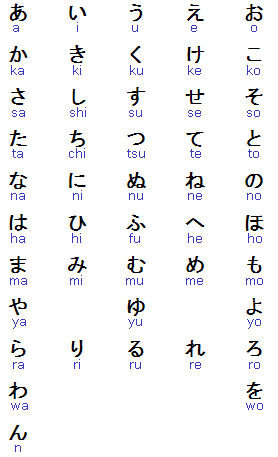 あ い う え お
a i u e o
か き く け こ
ka ki ku ke ko
さ し す せ そ
sa shi su se so
た ち つ て と
ta chi tsu te to
な に ぬ ね の
na ni nu ne no
は ひ ふ へ ほ
ha hi fu he ho
ま み む め も
ma mi mu me mo
や ゆ よ
ya yu yo
ら り る れ ろ
ra ri ru re ro
わ を
wa wo
ん
n